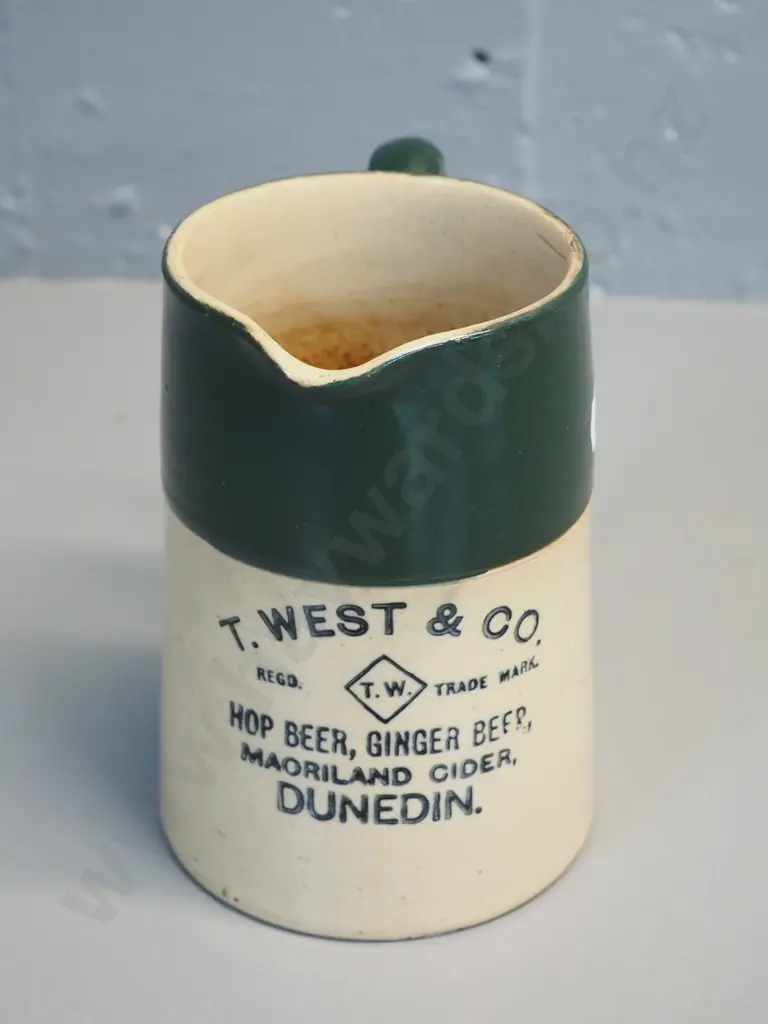 T. WEST & CO.
REGD. T.W. TRADE MARK.
HOP BEER, GINGER BEER,
MAORILAND CIDER,
DUNEDIN.